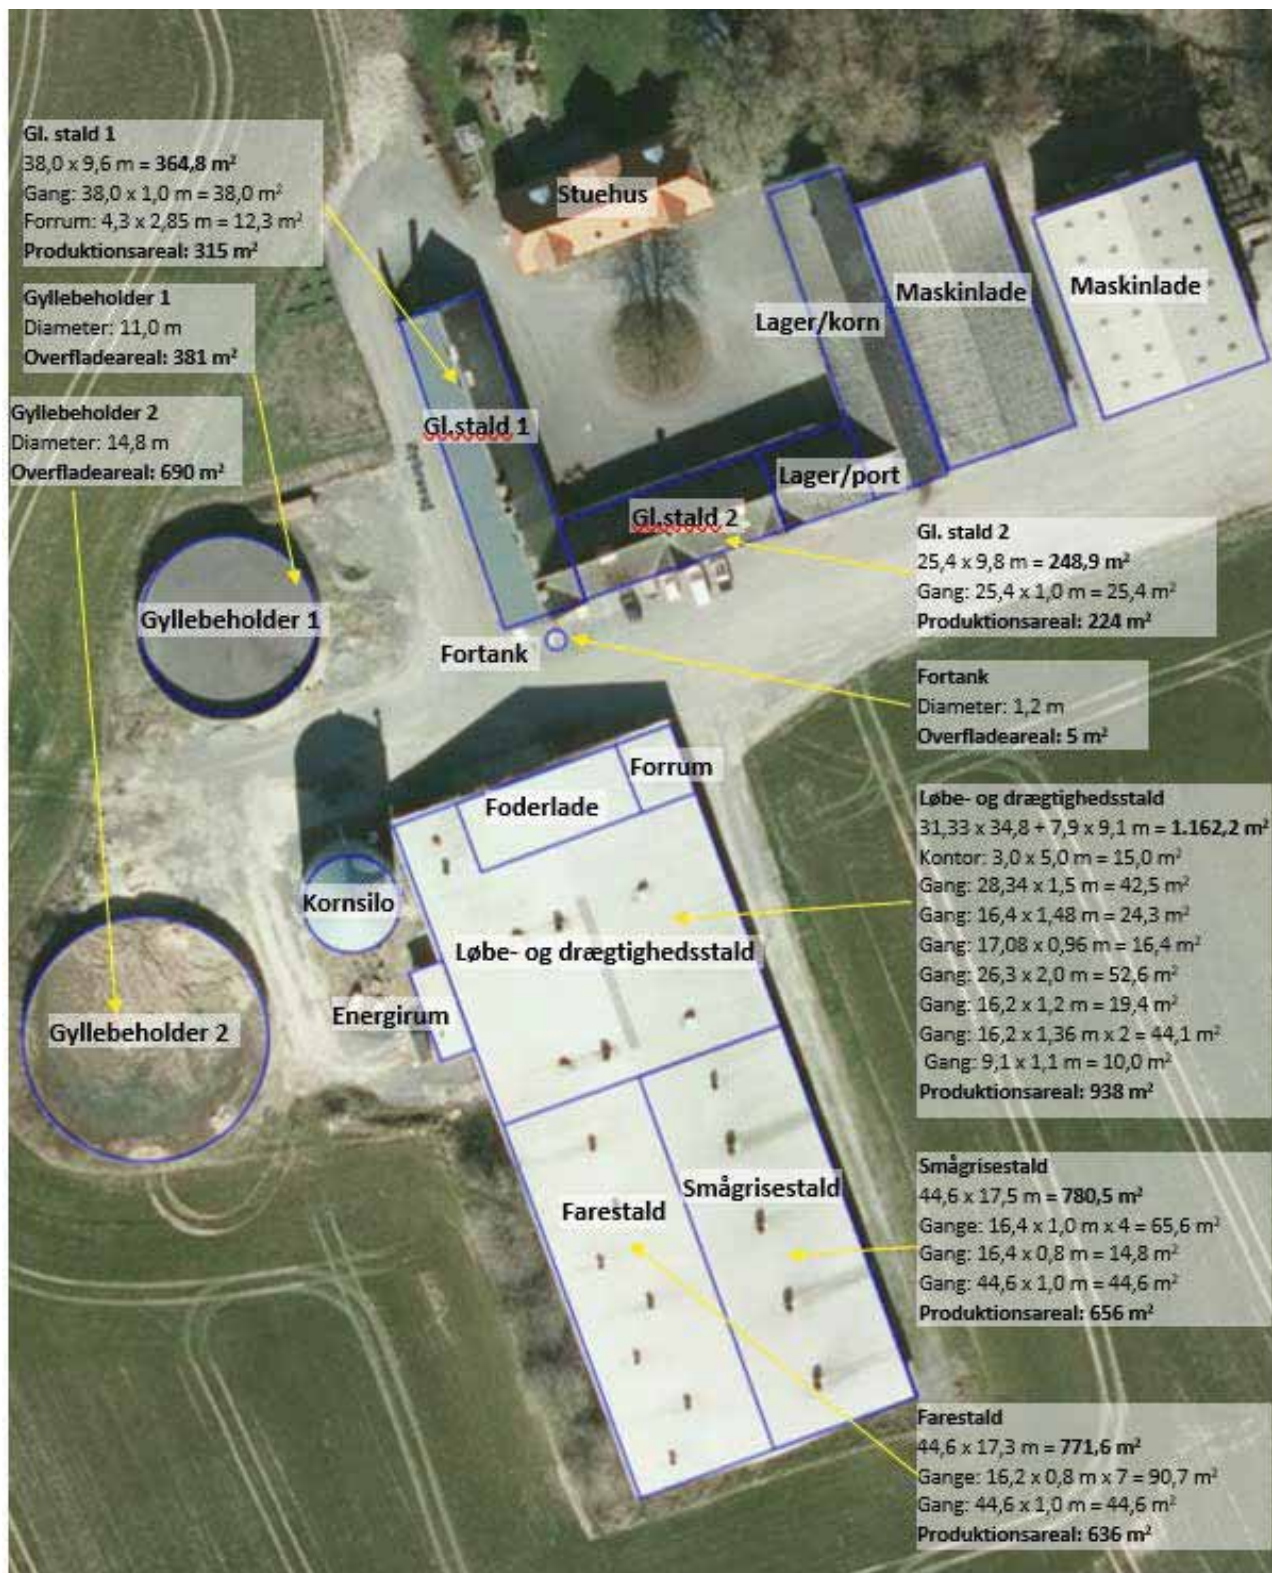 Gl. stald 1
38,0 x 9,6 m = 364,8 m²
Gang: 38,0 x 1,0 m = 38,0 m²
Forrum: 4,3 x 2,85 m = 12,3 m²
Produktionsareal: 315 m²
Gyllebeholder 1
Diameter: 11,0 m
Overfladeareal: 381 m²
Gyllebeholder 2
Diameter: 14,8 m
Overfladeareal: 690 m²
Stuehus
Lager/korn
Maskinlade
Maskinlade
Gl.stald 1
Lager/port
Gl.stald 2
Gyllebeholder 1
Fortank
Gl. stald 2
25,4 x 9,8 m = 248,9 m²
Gang: 25,4 x 1,0 m = 25,4 m²
Produktionsareal: 224 m²
Fortank
Diameter: 1,2 m
Overfladeareal: 5 m²
Forrum
Foderlade
Kornsilo
Løbe- og drægtighedsstald
Energirum
Gyllebeholder 2
Løbe- og drægtighedsstald
31,33 x 34,8 + 7,9 x 9,1 m = 1.162,2 m²
Kontor: 3,0 x 5,0 m = 15,0 m²
Gang: 28,34 x 1,5 m = 42,5 m²
Gang: 16,4 x 1,48 m = 24,3 m²
Gang: 17,08 x 0,96 m = 16,4 m²
Gang: 26,3 x 2,0 m = 52,6 m²
Gang: 16,2 x 1,2 m = 19,4 m²
Gang: 16,2 x 1,36 m x 2 = 44,1 m²
Gang: 9,1 x 1,1 m = 10,0 m²
Produktionsareal: 938 m²
Smågrisestald
Farestald
Smågrisestald
44,6 x 17,5 m = 780,5 m²
Gange: 16,4 x 1,0 m x 4 = 65,6 m²
Gang: 16,4 x 0,8 m = 14,8 m²
Gang: 44,6 x 1,0 m = 44,6 m²
Produktionsareal: 656 m²
Farestald
44,6 x 17,3 m = 771,6 m²
Gange: 16,2 x 0,8 m x 7 = 90,7 m²
Gang: 44,6 x 1,0 m = 44,6 m²
Produktionsareal: 636 m²